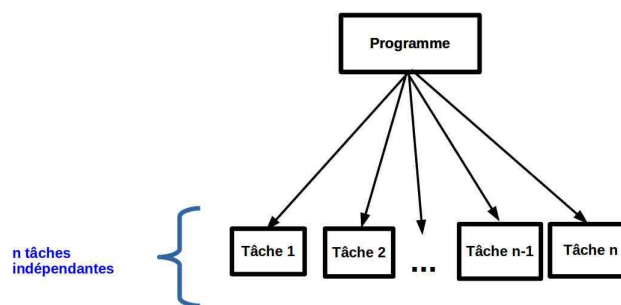 Programme
Tâche 1
Tâche 2
...
Tâche n-1
Tâche n
n tâches
indépendantes